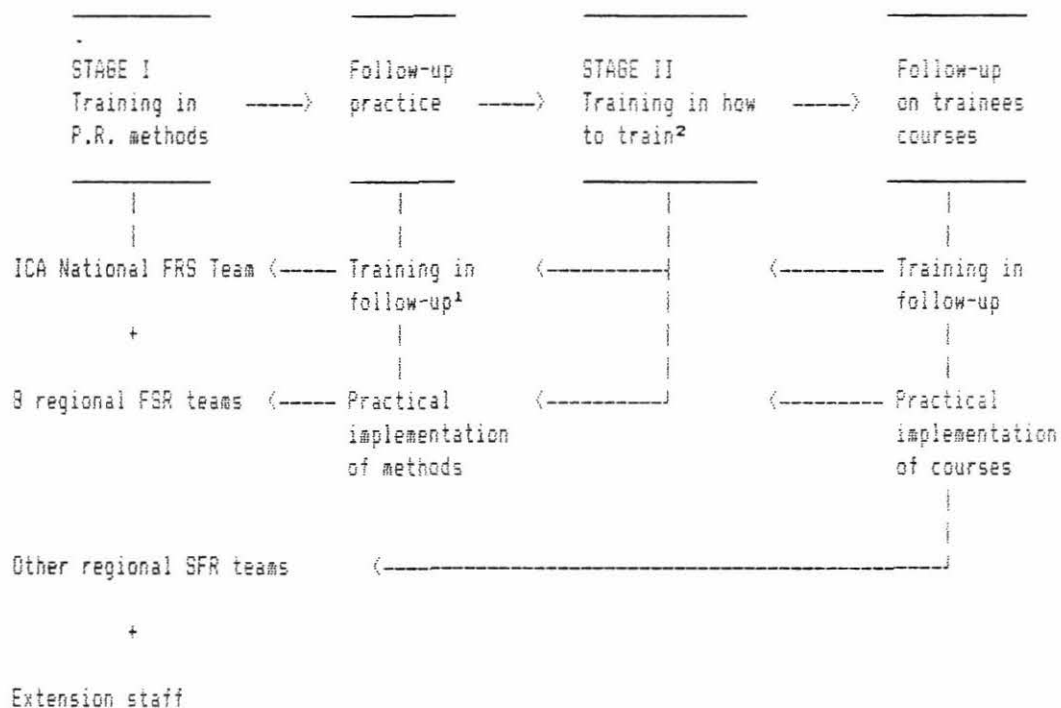 STAGE I Follow-up STAGE II Follow-up
Training in -----> practice -----> Training in how -----> on trainees
P.R. methods to train² courses
ICA National FRS Team <----- Training in <---------- <--------- Training in
follow-up¹ follow-up
+
8 regional FSR teams <----- Practical <---------- <--------- Practical
implementation implementation
of methods of courses
Other regional SFR teams <--------------------------------------------------
+
Extension staff